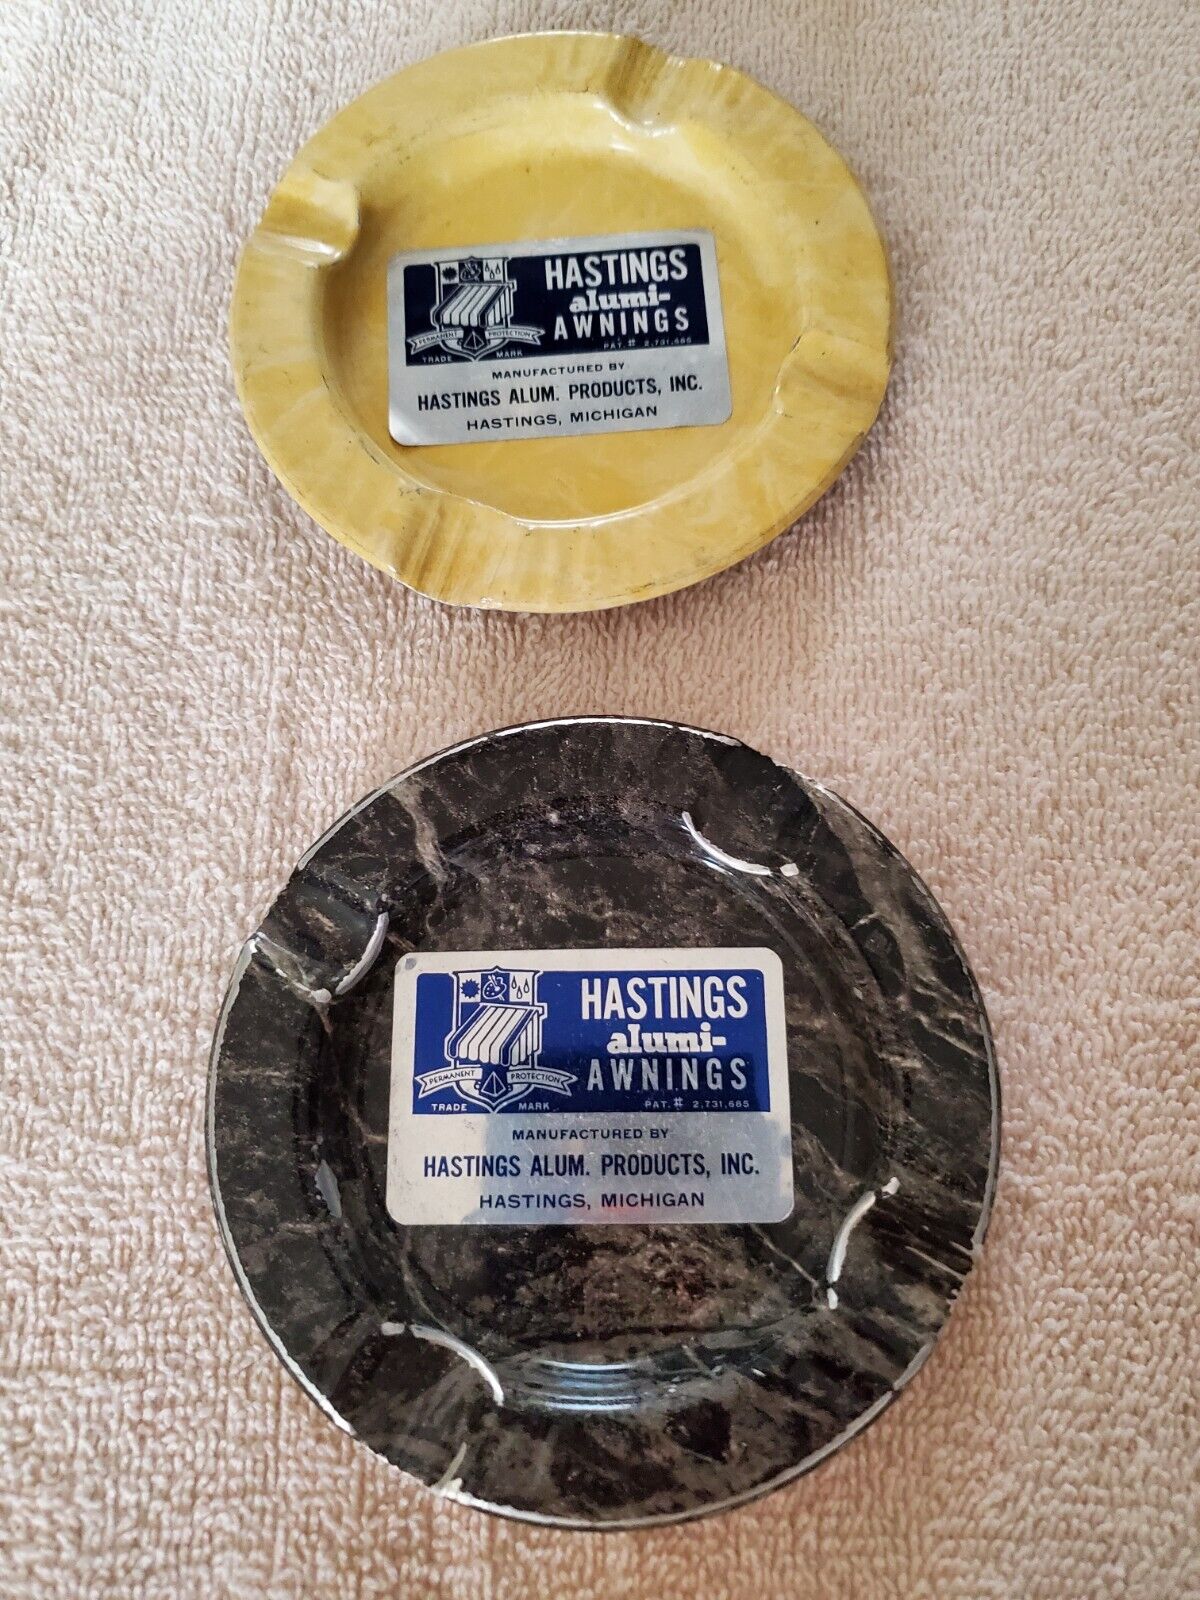 HASTINGS
alumi-
AWNINGS
PAT. # 2,731,685
PERMANENT PROTECTION
TRADE MARK
MANUFACTURED BY
HASTINGS ALUM. PRODUCTS, INC.
HASTINGS, MICHIGAN
HASTINGS
alumi-
AWNINGS
PAT. # 2,731,685
PERMANENT PROTECTION
TRADE MARK
MANUFACTURED BY
HASTINGS ALUM. PRODUCTS, INC.
HASTINGS, MICHIGAN